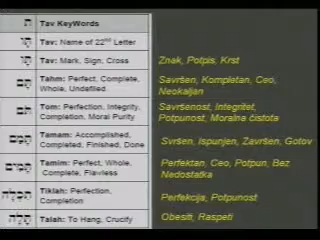 ת Tav KeyWords
תָּו Tav: Name of 22nd Letter
תָּו Tav: Mark, Sign, Cross Znak, Potpis, Krst
תָּם Tahm: Perfect, Complete, Savršen, Kompletan, Ceo,
Whole, Undefiled Neokaljan
תֹּם Tom: Perfection, Integrity, Savršenost, Integritet,
Completion, Moral Purity Potpunost, Moralna čistota
תָּמַם Tamam: Accomplished, Svršen, Ispunjen, Završen, Gotov
Completed. Finished, Done
תָּמִים Tamim: Perfect, Whole, Perfektan, Ceo, Potpun, Bez
Complete, Flawless Nedostatka
תִּכְלָה Tiklah: Perfection, Perfekcija, Potpunost
Completion
תָּלָה Talah: To Hang, Crucify Obesiti, Raspeti